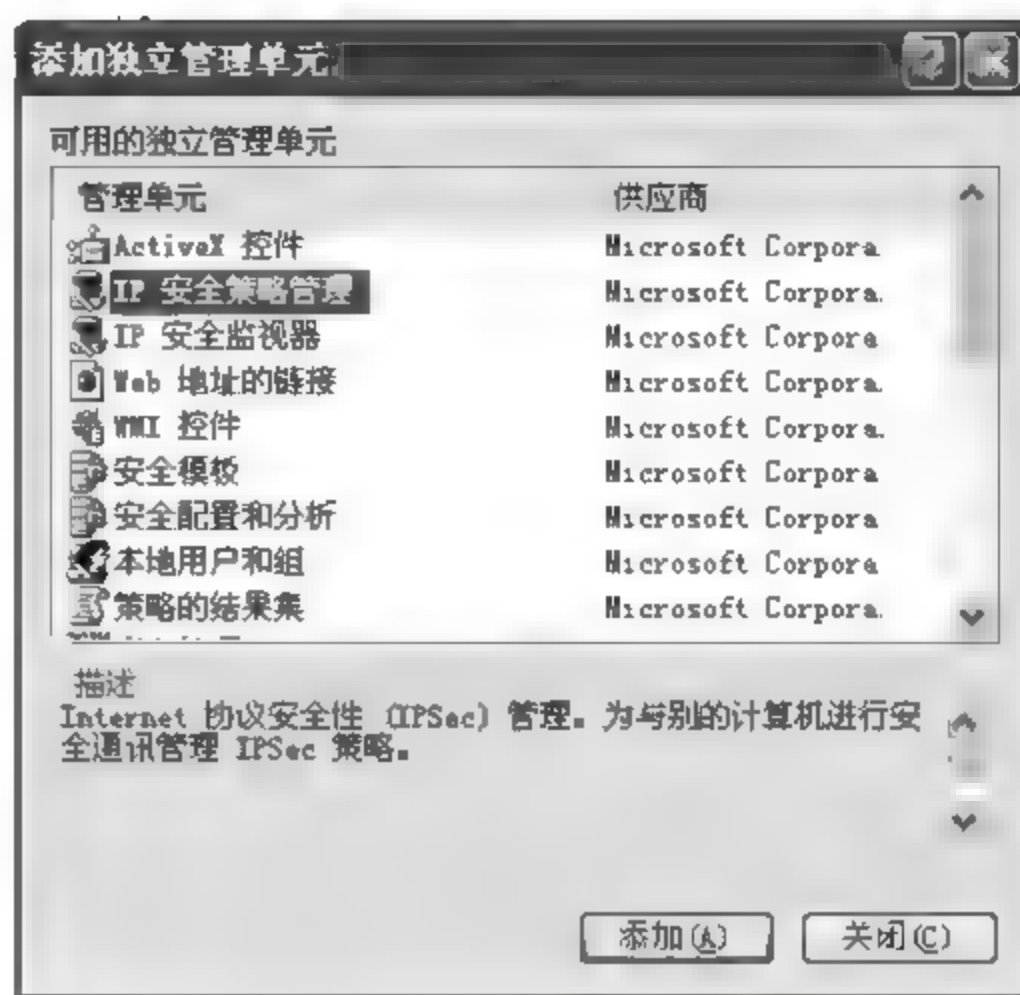 添加独立管理单元
可用的独立管理单元
管理单元 供应商
ActiveX 控件 Microsoft Corpora
IP 安全策略管理 Microsoft Corpora.
IP 安全监视器 Microsoft Corpora
Web 地址的链接 Microsoft Corpora.
WMI 控件 Microsoft Corpora.
安全模板 Microsoft Corpora
安全配置和分析 Microsoft Corpora
本地用户和组 Microsoft Corpora
策略的结果集 Microsoft Corpora.
描述
Internet 协议安全性 (IPSec) 管理。为与别的计算机进行安
全通讯管理 IPSec 策略。
添加(A) 关闭(C)